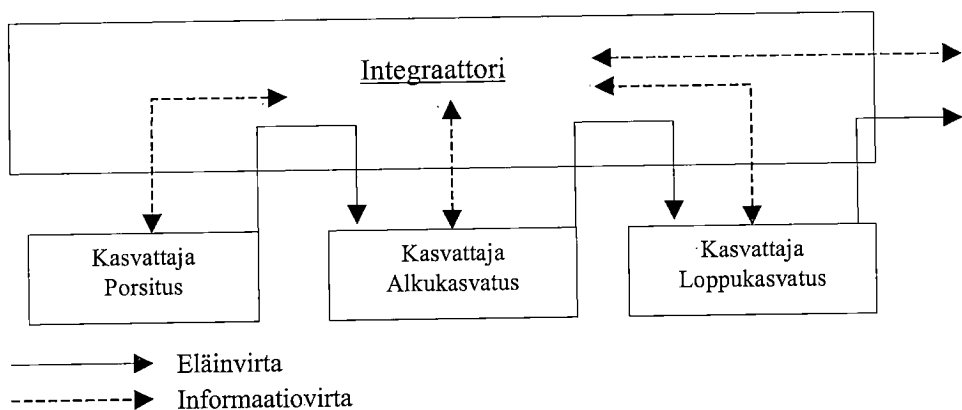 Integraattori
Kasvattaja
Porsitus
Kasvattaja
Alkukasvatus
Kasvattaja
Loppukasvatus
Eläinvirta
Informaatiovirta